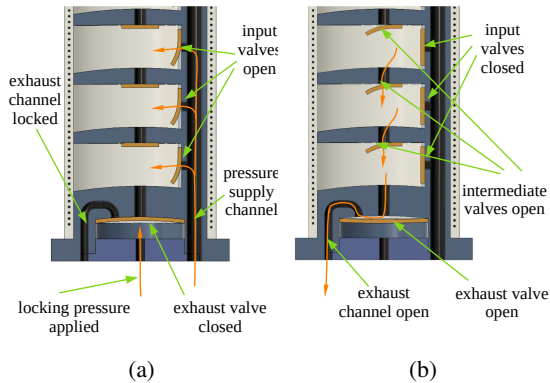 input
valves
open
exhaust
channel
locked
pressure
supply
channel
locking pressure
applied
exhaust valve
closed
(a)
input
valves
closed
intermediate
valves open
exhaust
channel open
exhaust valve
open
(b)